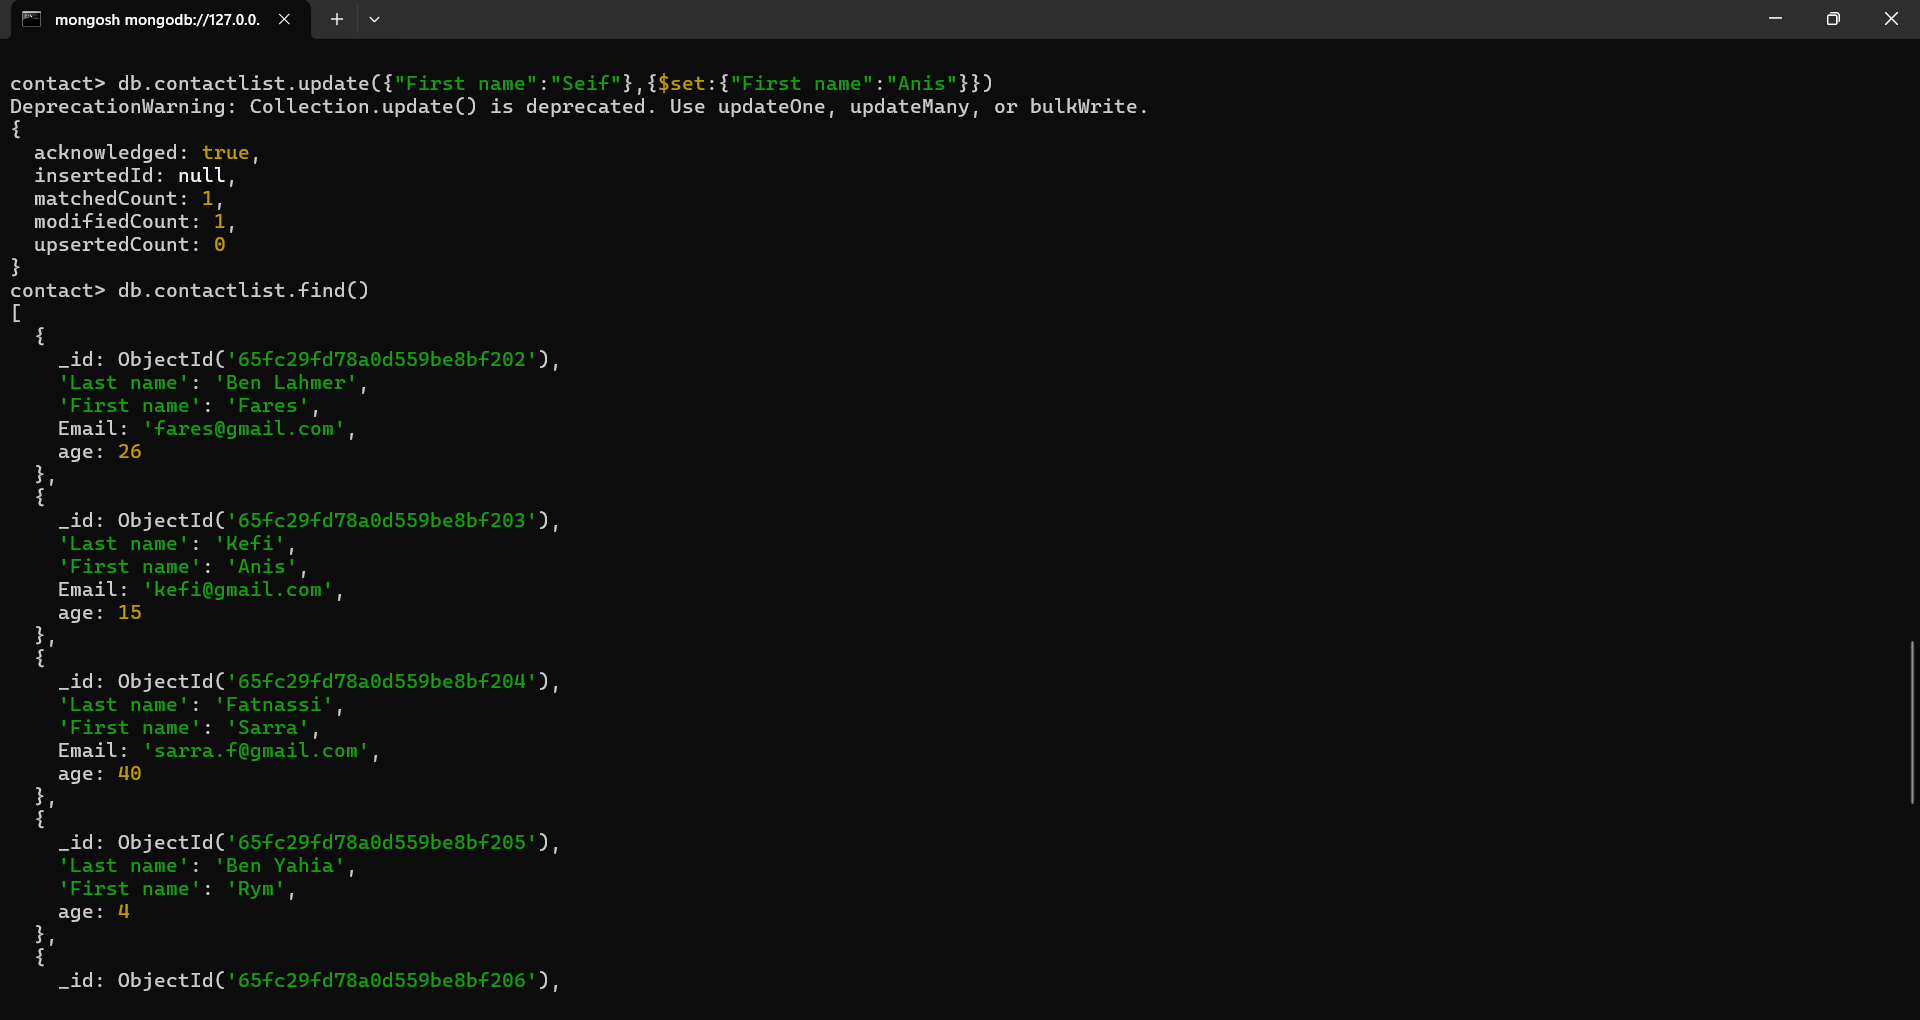 mongosh mongodb://127.0.0.
contact> db.contactlist.update({"First name":"Seif"},{$set:{"First name":"Anis"}})
DeprecationWarning: Collection.update() is deprecated. Use updateOne, updateMany, or bulkWrite.
{
  acknowledged: true,
  insertedId: null,
  matchedCount: 1,
  modifiedCount: 1,
  upsertedCount: 0
}
contact> db.contactlist.find()
[
  {
    _id: ObjectId('65fc29fd78a0d559be8bf202'),
    'Last name': 'Ben Lahmer',
    'First name': 'Fares',
    Email: 'fares@gmail.com',
    age: 26
  },
  {
    _id: ObjectId('65fc29fd78a0d559be8bf203'),
    'Last name': 'Kefi',
    'First name': 'Anis',
    Email: 'kefi@gmail.com',
    age: 15
  },
  {
    _id: ObjectId('65fc29fd78a0d559be8bf204'),
    'Last name': 'Fatnassi',
    'First name': 'Sarra',
    Email: 'sarra.f@gmail.com',
    age: 40
  },
  {
    _id: ObjectId('65fc29fd78a0d559be8bf205'),
    'Last name': 'Ben Yahia',
    'First name': 'Rym',
    age: 4
  },
  {
    _id: ObjectId('65fc29fd78a0d559be8bf206'),